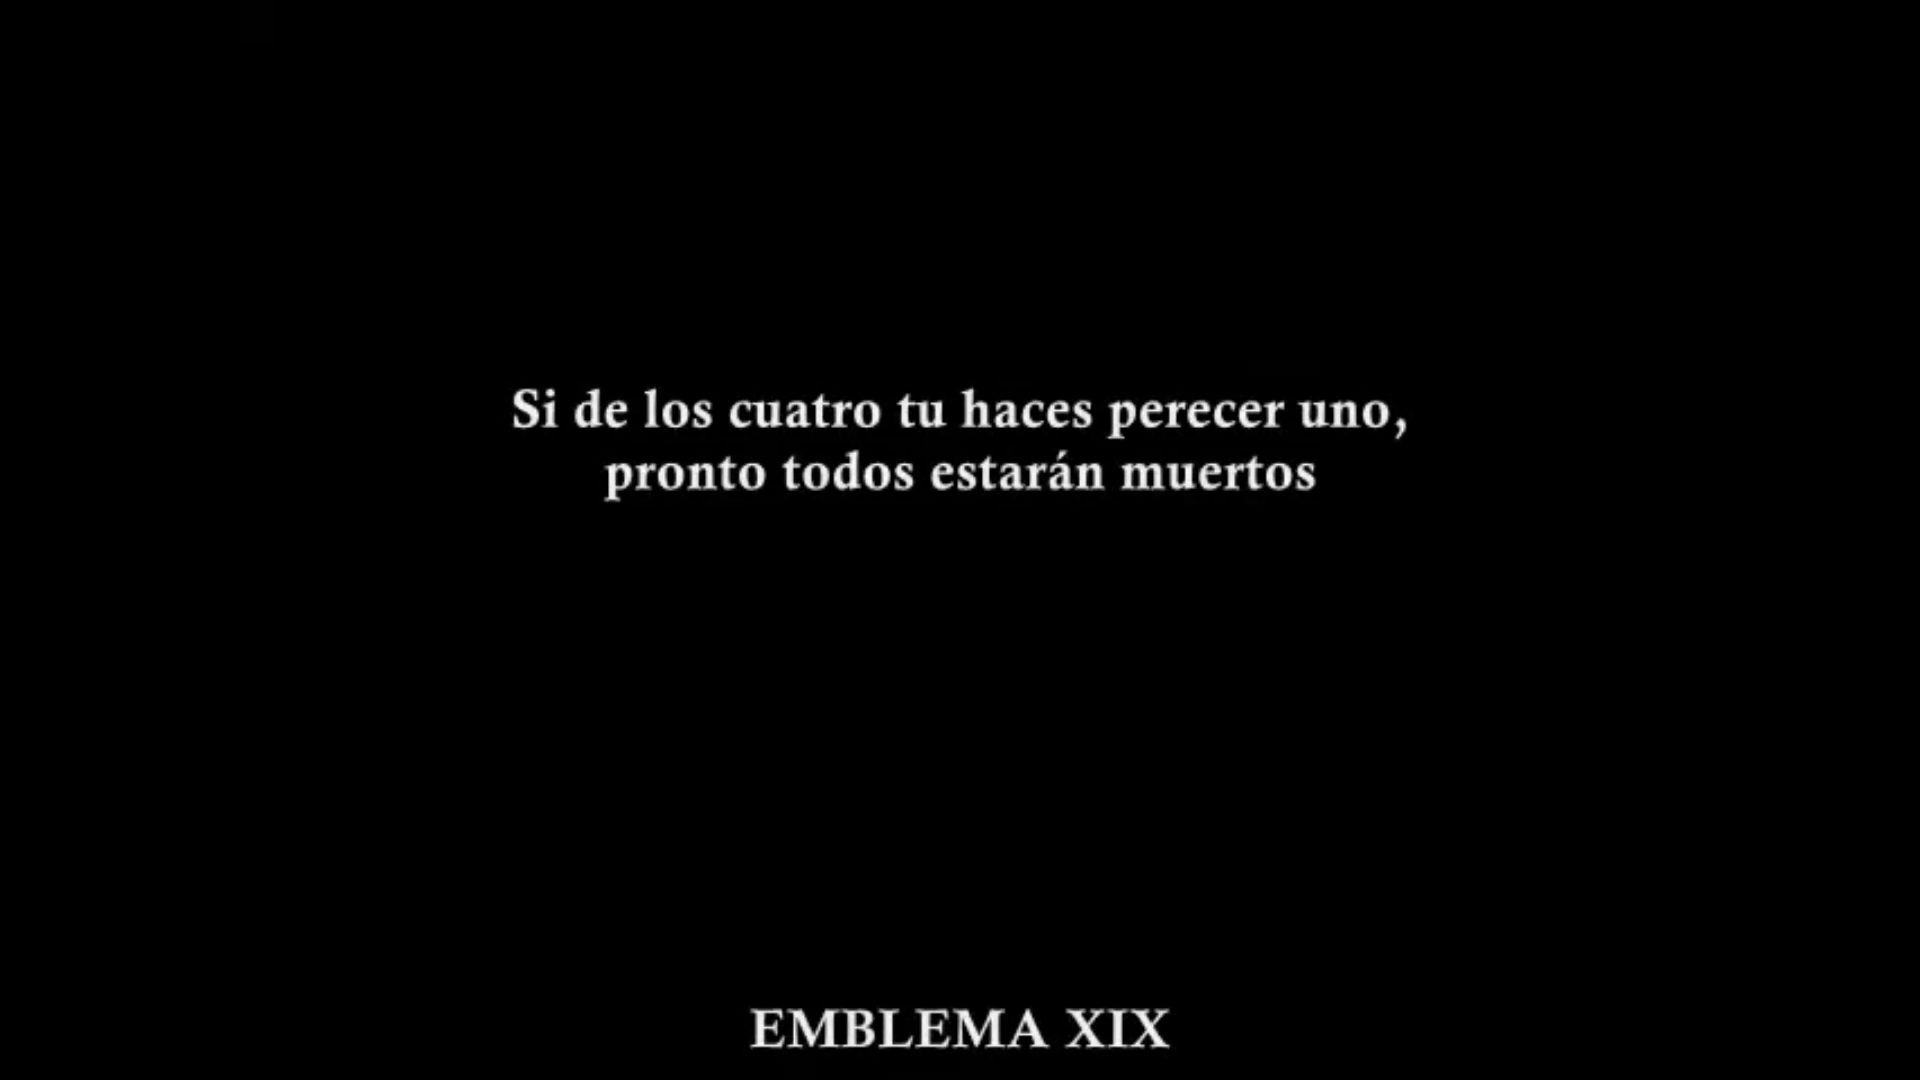 Si de los cuatro tu haces perecer uno,
pronto todos estarán muertos
EMBLEMA XIX